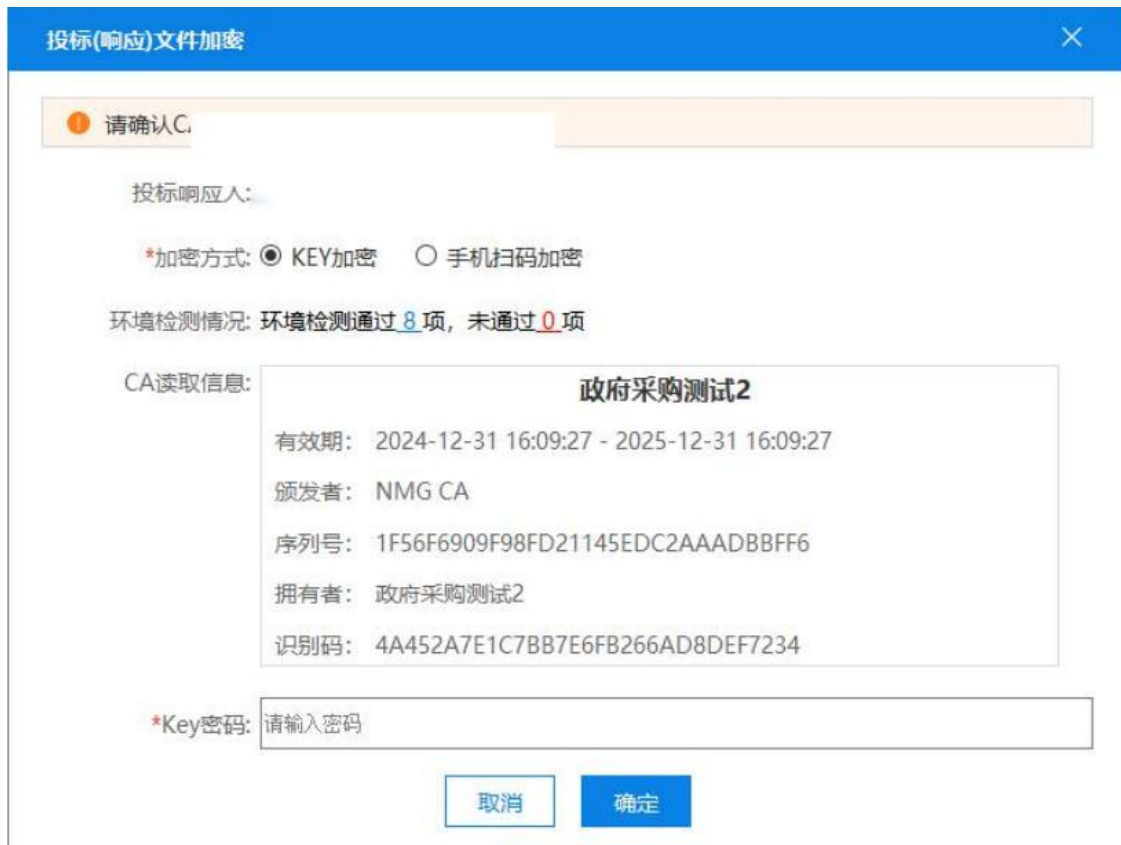 投标(响应)文件加密
请确认CA
投标响应人:
*加密方式: KEY加密 手机扫码加密
环境检测情况: 环境检测通过 8 项，未通过 0 项
CA读取信息:
政府采购测试2
有效期： 2024-12-31 16:09:27 - 2025-12-31 16:09:27
颁发者： NMG CA
序列号： 1F56F6909F98FD21145EDC2AAADBBFF6
拥有者： 政府采购测试2
识别码： 4A452A7E1C7BB7E6FB266AD8DEF7234
*Key密码: 请输入密码
取消 确定